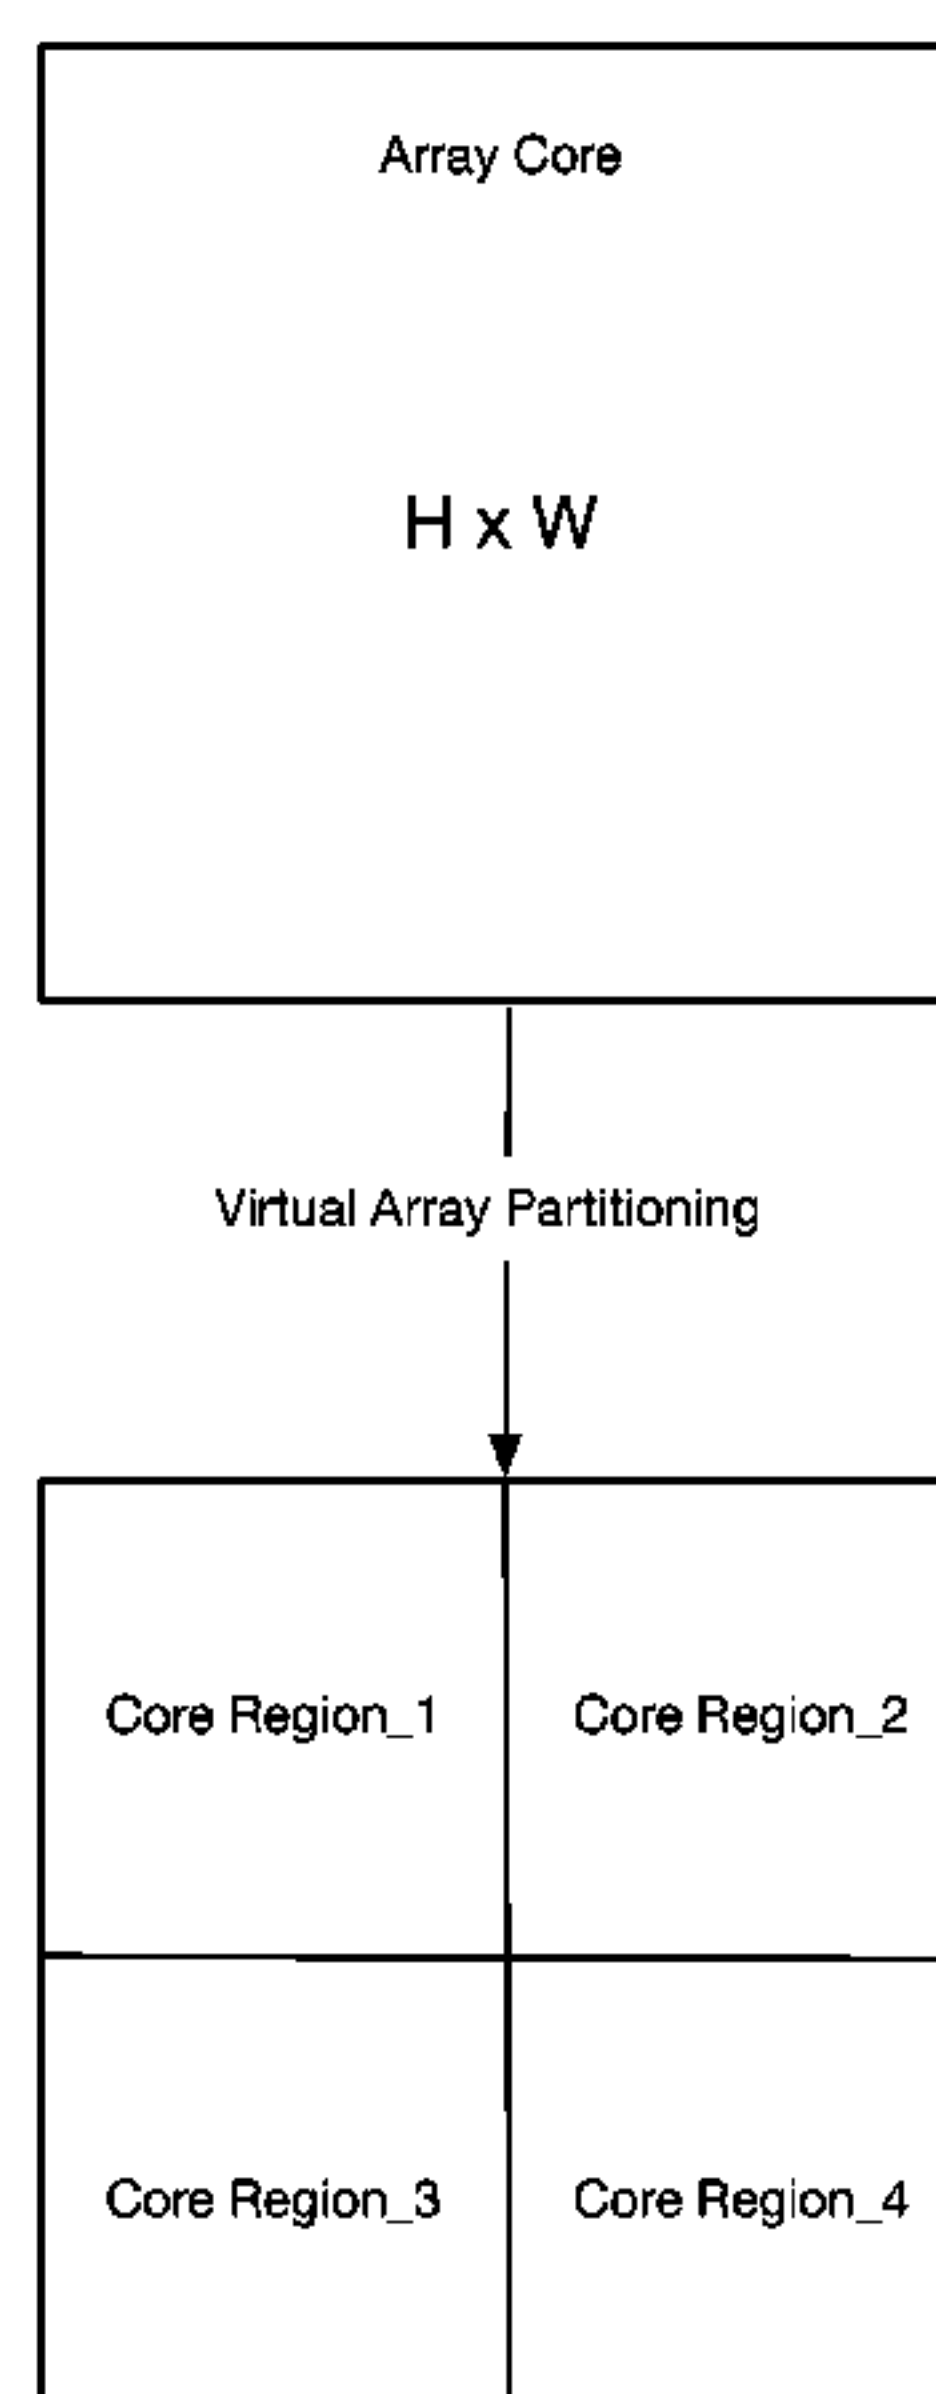 Array Core
H x W
Virtual Array Partitioning
Core Region_1
Core Region_2
Core Region_3
Core Region_4